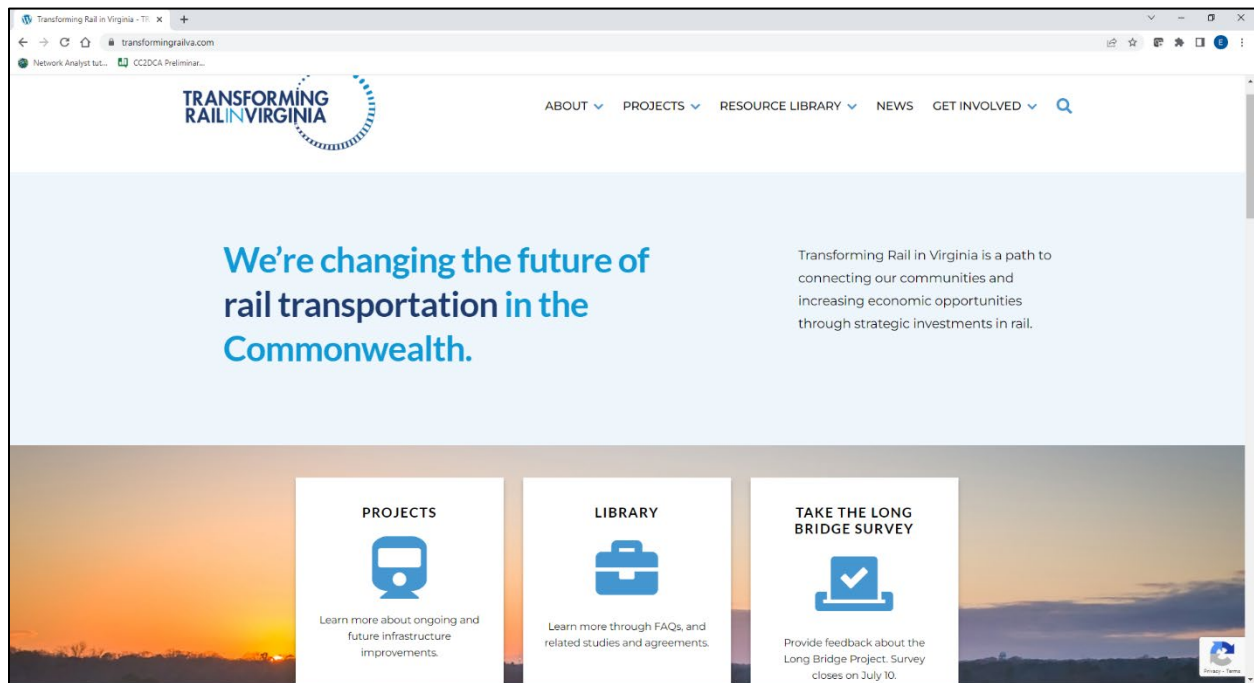 Transforming Rail in Virginia - TR
transformingrailva.com
E
Network Analyst tut...
CC2DCA Preliminar...
TRANSFORMING
RAILINVIRGINIA
ABOUT PROJECTS RESOURCE LIBRARY NEWS GET INVOLVED
We're changing the future of
rail transportation in the
Commonwealth.
Transforming Rail in Virginia is a path to
connecting our communities and
increasing economic opportunities
through strategic investments in rail.
PROJECTS
Learn more about ongoing and
future infrastructure
improvements.
LIBRARY
Learn more through FAQs, and
related studies and agreements.
TAKE THE LONG
BRIDGE SURVEY
Provide feedback about the
Long Bridge Project. Survey
closes on July 10.
Privacy - Terms